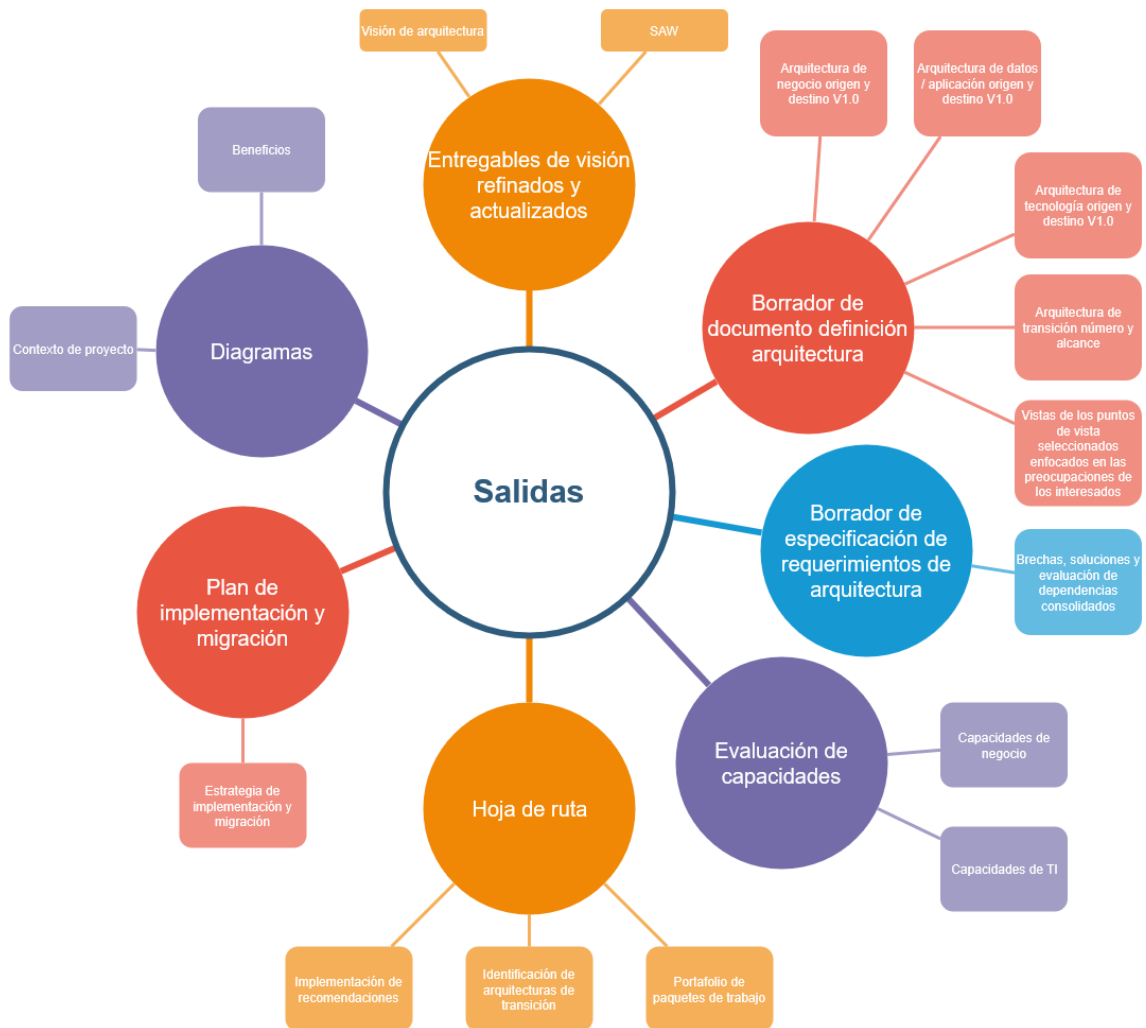 Visión de arquitectura
SAW
Entregables de visión
refinados y
actualizados
Arquitectura de
negocio origen y
destino V1.0
Arquitectura de datos
/ aplicación origen y
destino V1.0
Arquitectura de
tecnología origen y
destino V1.0
Arquitectura de
transición número y
alcance
Vistas de los puntos
de vista
seleccionados
enfocados en las
preocupaciones de
los interesados
Borrador de
documento definición
arquitectura
Beneficios
Contexto de proyecto
Diagramas
Salidas
Borrador de
especificación de
requerimientos de
arquitectura
Brechas, soluciones y
evaluación de
dependencias
consolidados
Plan de
implementación y
migración
Estrategia de
implementación y
migración
Evaluación de
capacidades
Capacidades de
negocio
Capacidades de TI
Hoja de ruta
Implementación de
recomendaciones
Identificación de
arquitecturas de
transición
Portafolio de
paquetes de trabajo